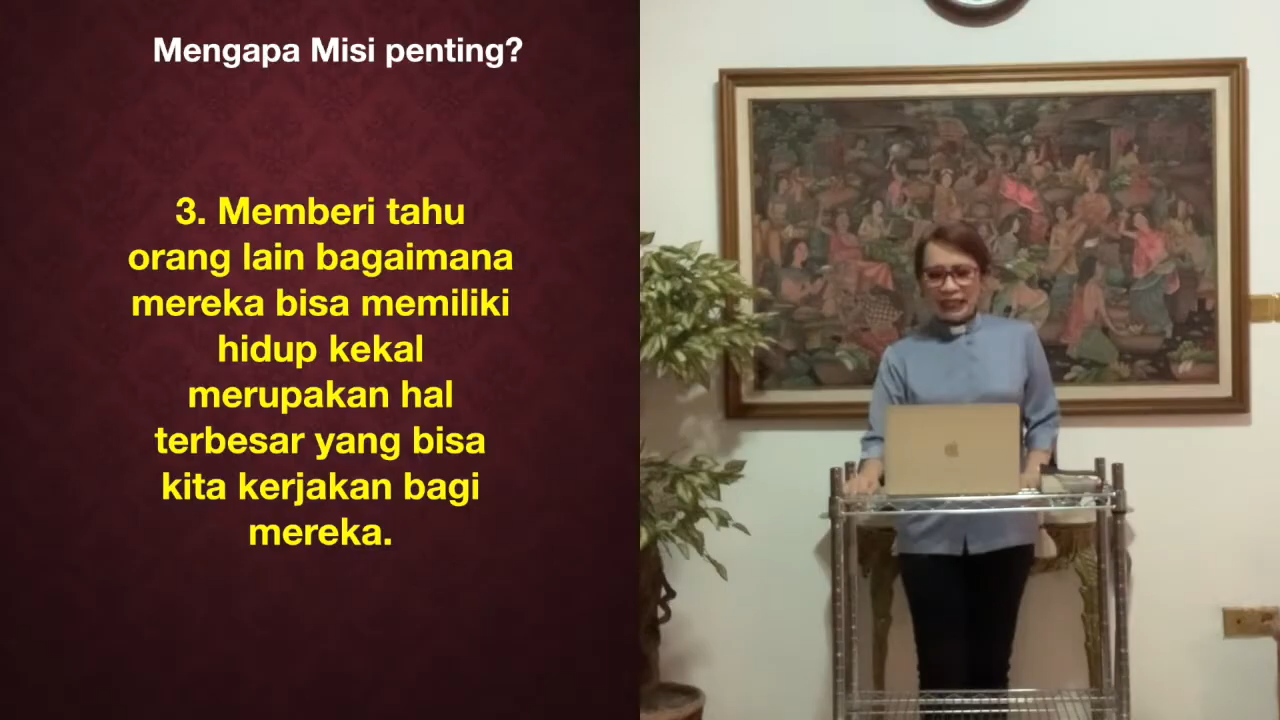 Mengapa Misi penting?
3. Memberi tahu
orang lain bagaimana
mereka bisa memiliki
hidup kekal
merupakan hal
terbesar yang bisa
kita kerjakan bagi
mereka.